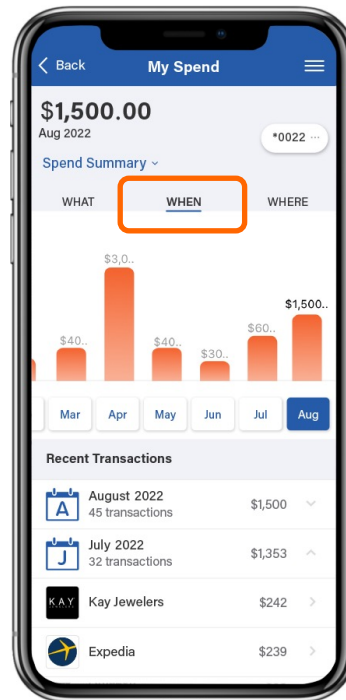 Back My Spend
$1,500.00
Aug 2022
*0022 ...
Spend Summary
WHAT WHEN WHERE
$3,0..
$1,500..
$40.. $40.. $30.. $60..
Mar Apr May Jun Jul Aug
Recent Transactions
A August 2022 $1,500
45 transactions
J July 2022 $1,353
32 transactions
KAY Kay Jewelers $242
Expedia $239